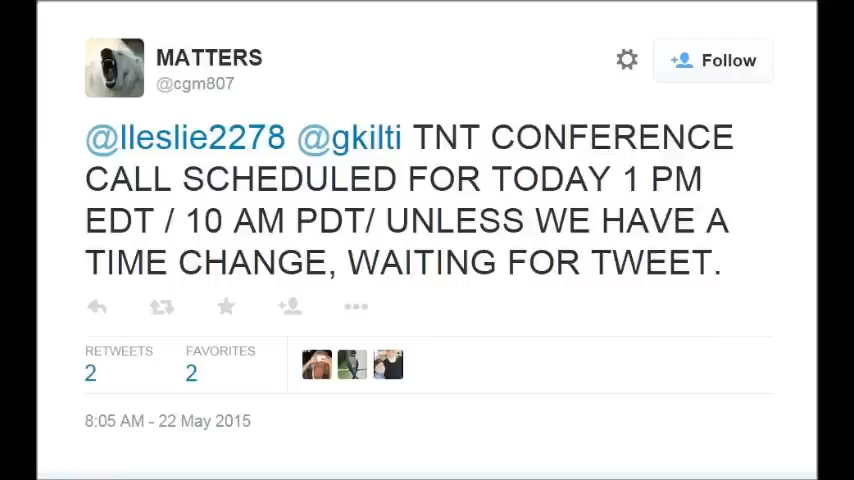 MATTERS
@cgm807
Follow
@lleslie2278 @gkilti TNT CONFERENCE
CALL SCHEDULED FOR TODAY 1 PM
EDT / 10 AM PDT/ UNLESS WE HAVE A
TIME CHANGE, WAITING FOR TWEET.
RETWEETS FAVORITES
2 2
8:05 AM - 22 May 2015